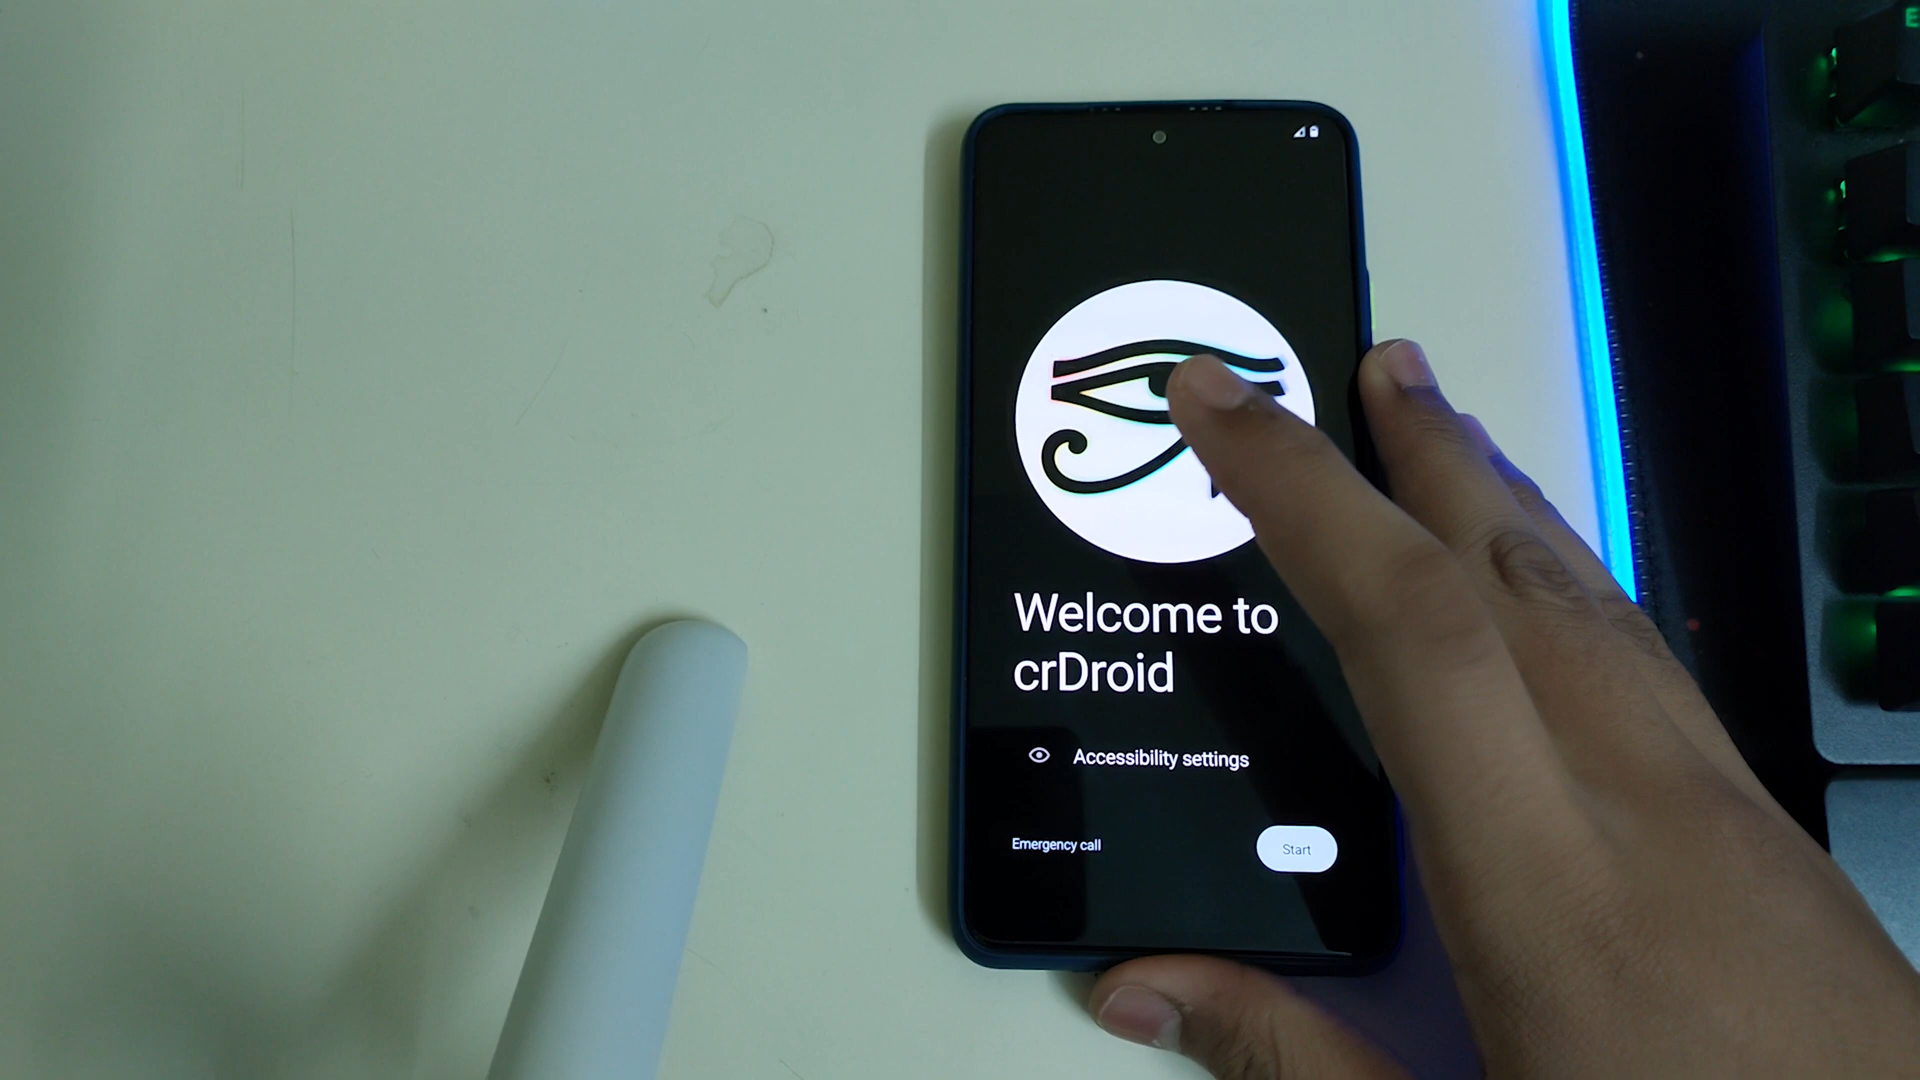 Welcome to
crDroid
Accessibility settings
Emergency call
Start